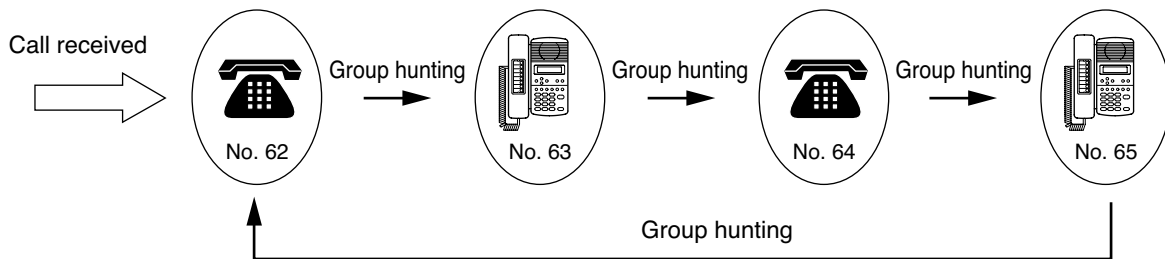 Call received
Group hunting
Group hunting
Group hunting
No. 62
No. 63
No. 64
No. 65
Group hunting